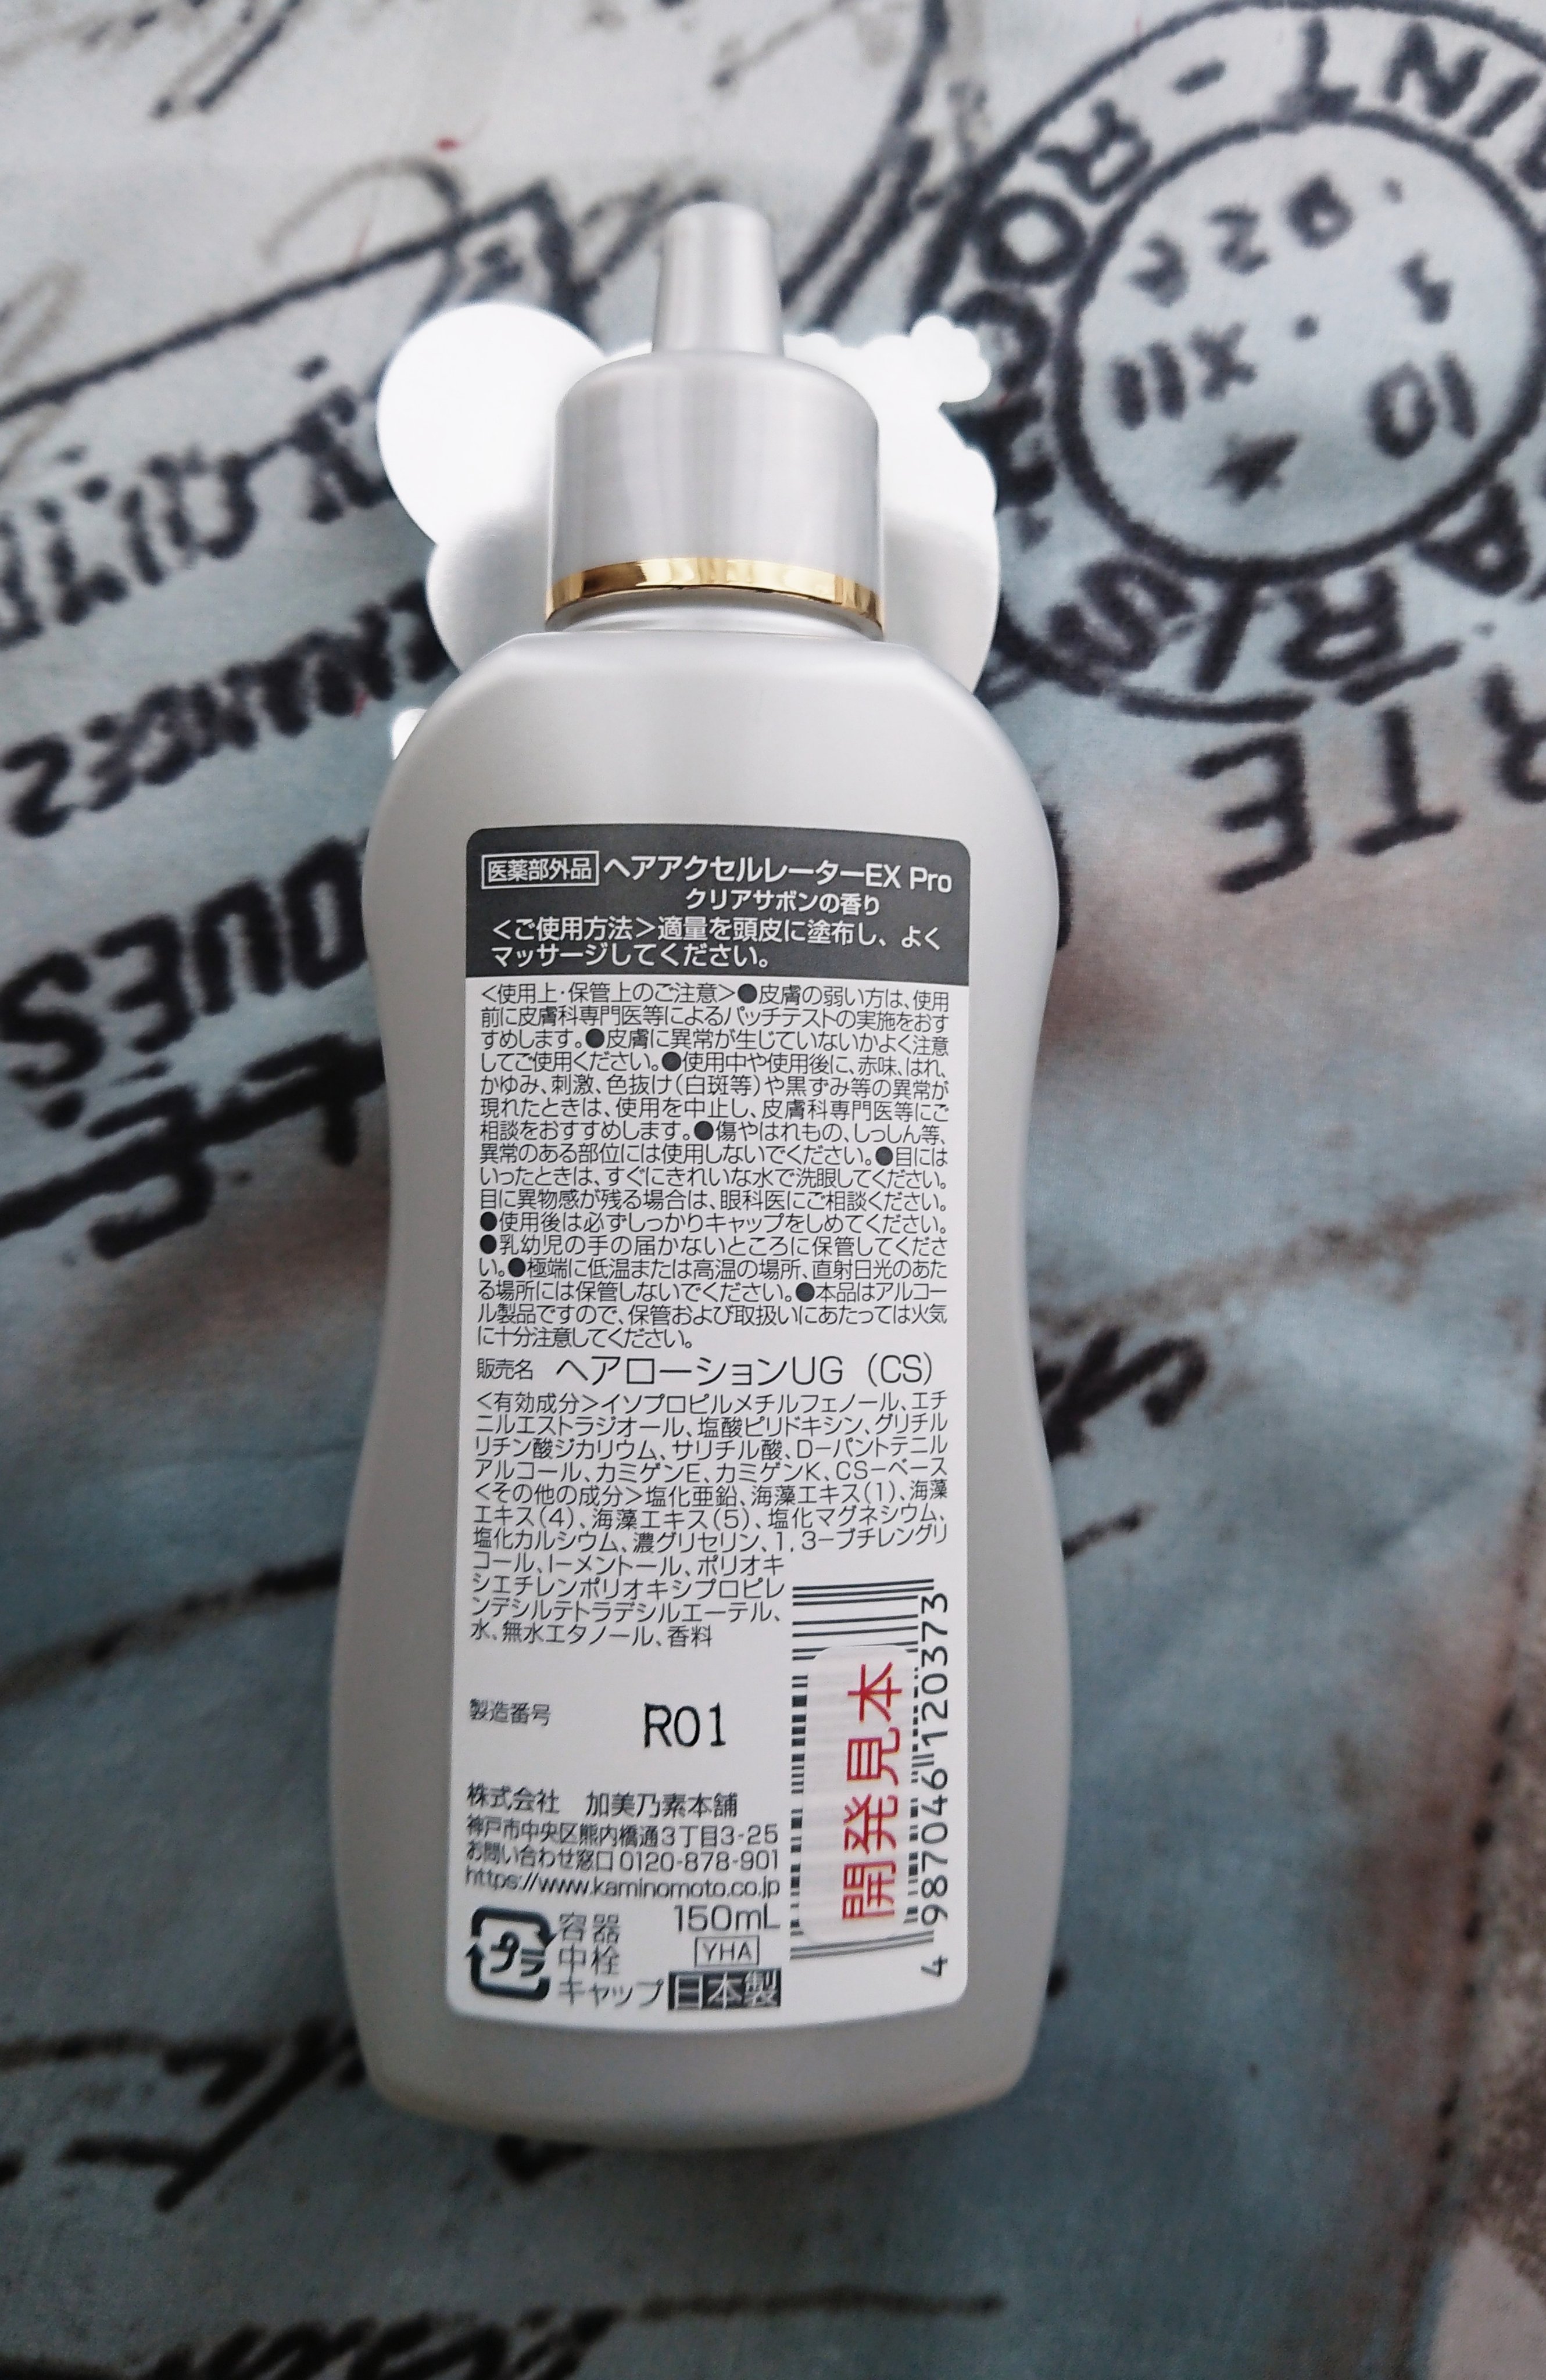 医薬部外品 ヘアアクセルレーターEX Pro
クリアサボンの香り
＜ご使用方法＞適量を頭皮に塗布し、よく
マッサージしてください。
＜使用上・保管上のご注意＞●皮膚の弱い方は、使用
前に皮膚科専門医等によるパッチテストの実施をおす
すめします。●皮膚に異常が生じていないかよく注意
してご使用ください。●使用中や使用後に、赤味、はれ、
かゆみ、刺激、色抜け(白斑等)や黒ずみ等の異常が
現れたときは、使用を中止し、皮膚科専門医等にご
相談をおすすめします。●傷やはれもの、しっしん等、
異常のある部位には使用しないでください。●目には
いったときは、すぐにきれいな水で洗眼してください。
目に異物感が残る場合は、眼科医にご相談ください。
●使用後は必ずしっかりキャップをしめてください。
●乳幼児の手の届かないところに保管してくださ
い。●極端に低温または高温の場所、直射日光のあた
る場所には保管しないでください。●本品はアルコー
ル製品ですので、保管および取扱いにあたっては火気
に十分注意してください。
販売名 ヘアローションUG (CS)
＜有効成分＞イソプロピルメチルフェノール、エチ
ニルエストラジオール、塩酸ピリドキシン、グリチル
リチン酸ジカリウム、サリチル酸、D-パントテニル
アルコール、カミゲンE、カミゲンK、CS-ベース
＜その他の成分＞塩化亜鉛、海藻エキス(1)、海藻
エキス(4)、海藻エキス(5)、塩化マグネシウム、
塩化カルシウム、濃グリセリン、1,3-ブチレングリ
コール、l-メントール、ポリオキ
シエチレンポリオキシプロピレ
ンデシルテトラデシルエーテル、
水、無水エタノール、香料
製造番号 R01
株式会社 加美乃素本舗
神戸市中央区熊内橋通3丁目3-25
お問い合わせ窓口 0120-878-901
https://www.kaminomoto.co.jp
150mL
YHA
日本製
プラ
容器
中栓
キャップ
開発見本
4 987046 120373